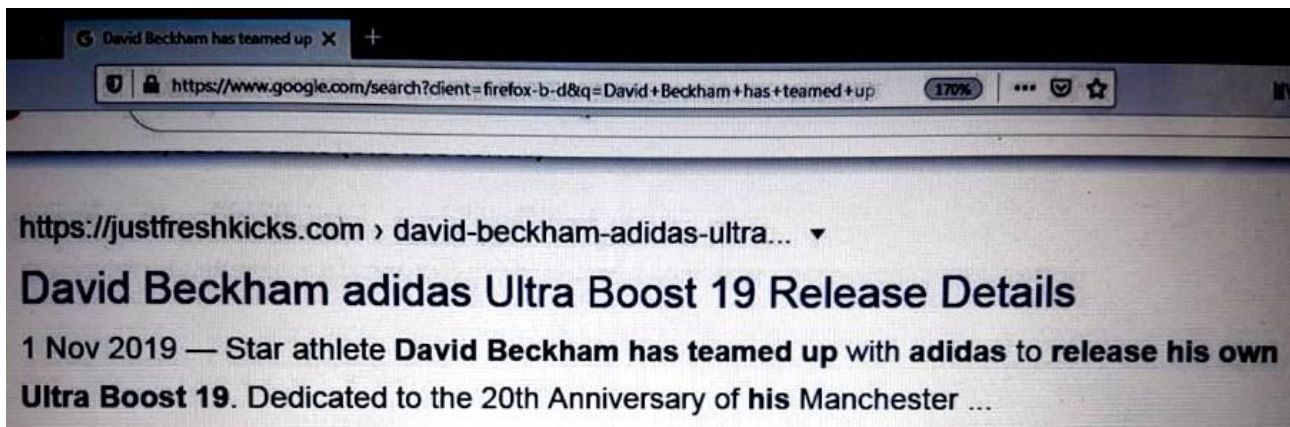 David Beckham has teamed up
https://www.google.com/search?client=firefox-b-d&q=David+Beckham+has+teamed+up 170%
https://justfreshkicks.com › david-beckham-adidas-ultra...
David Beckham adidas Ultra Boost 19 Release Details
1 Nov 2019 — Star athlete David Beckham has teamed up with adidas to release his own
Ultra Boost 19. Dedicated to the 20th Anniversary of his Manchester ...